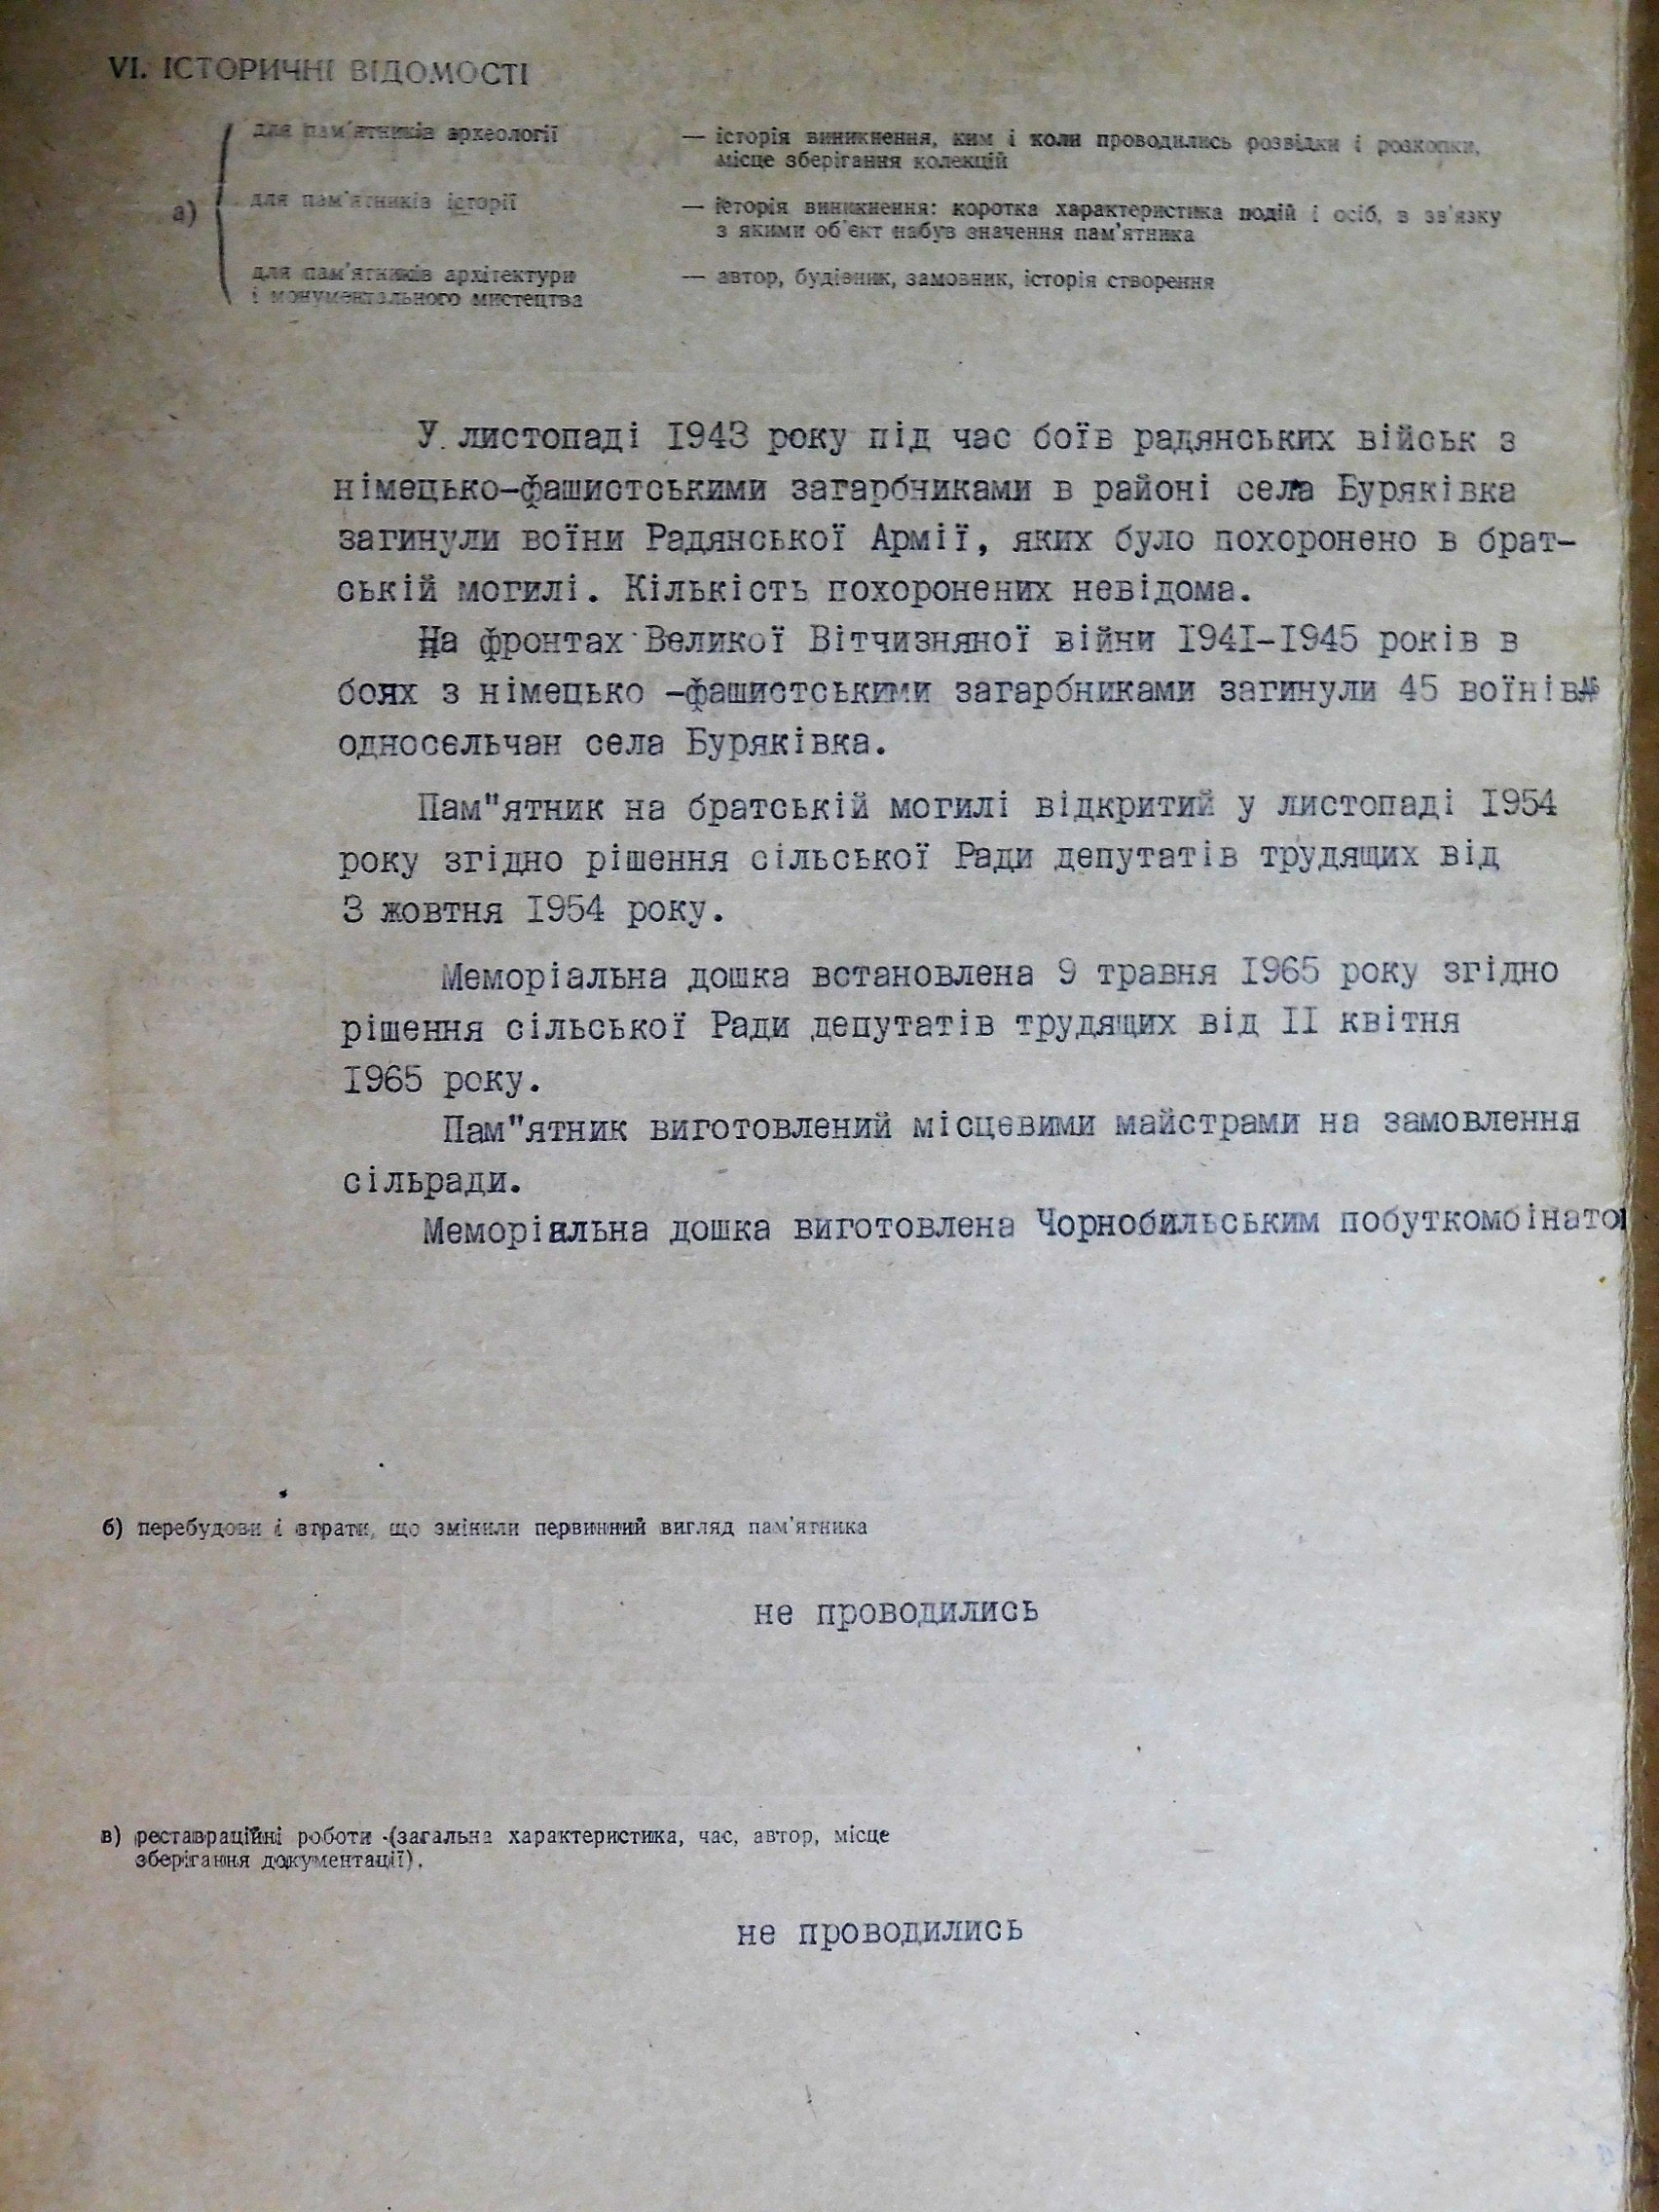 VI. ІСТОРИЧНІ ВІДОМОСТІ
для пам'ятників археології — історія виникнення, ким і коли проводились розвідки і розкопки,
місце зберігання колекцій
а) для пам'ятників історії — історія виникнення: коротка характеристика подій і осіб, в зв'язку
з якими об'єкт набув значення пам'ятника
для пам'ятників архітектури — автор, будівник, замовник, історія створення
і монументального мистецтва
У листопаді 1943 року під час боїв радянських військ з
німецько-фашистськими загарбниками в районі села Буряківка
загинули воїни Радянської Армії, яких було похоронено в брат-
ській могилі. Кількість похоронених невідома.
На фронтах Великої Вітчизняної війни 1941-1945 років в
боях з німецько -фашистськими загарбниками загинули 45 воїнів
односельчан села Буряківка.
Пам"ятник на братській могилі відкритий у листопаді 1954
року згідно рішення сільської Ради депутатів трудящих від
3 жовтня 1954 року.
Меморіальна дошка встановлена 9 травня 1965 року згідно
рішення сільської Ради депутатів трудящих від II квітня
1965 року.
Пам"ятник виготовлений місцевими майстрами на замовлення
сільради.
Меморіальна дошка виготовлена Чорнобильським побуткомбінато
б) перебудови і втрати, що змінили первинний вигляд пам'ятника
не проводились
в) реставраційні роботи (загальна характеристика, час, автор, місце
зберігання документації).
не проводились